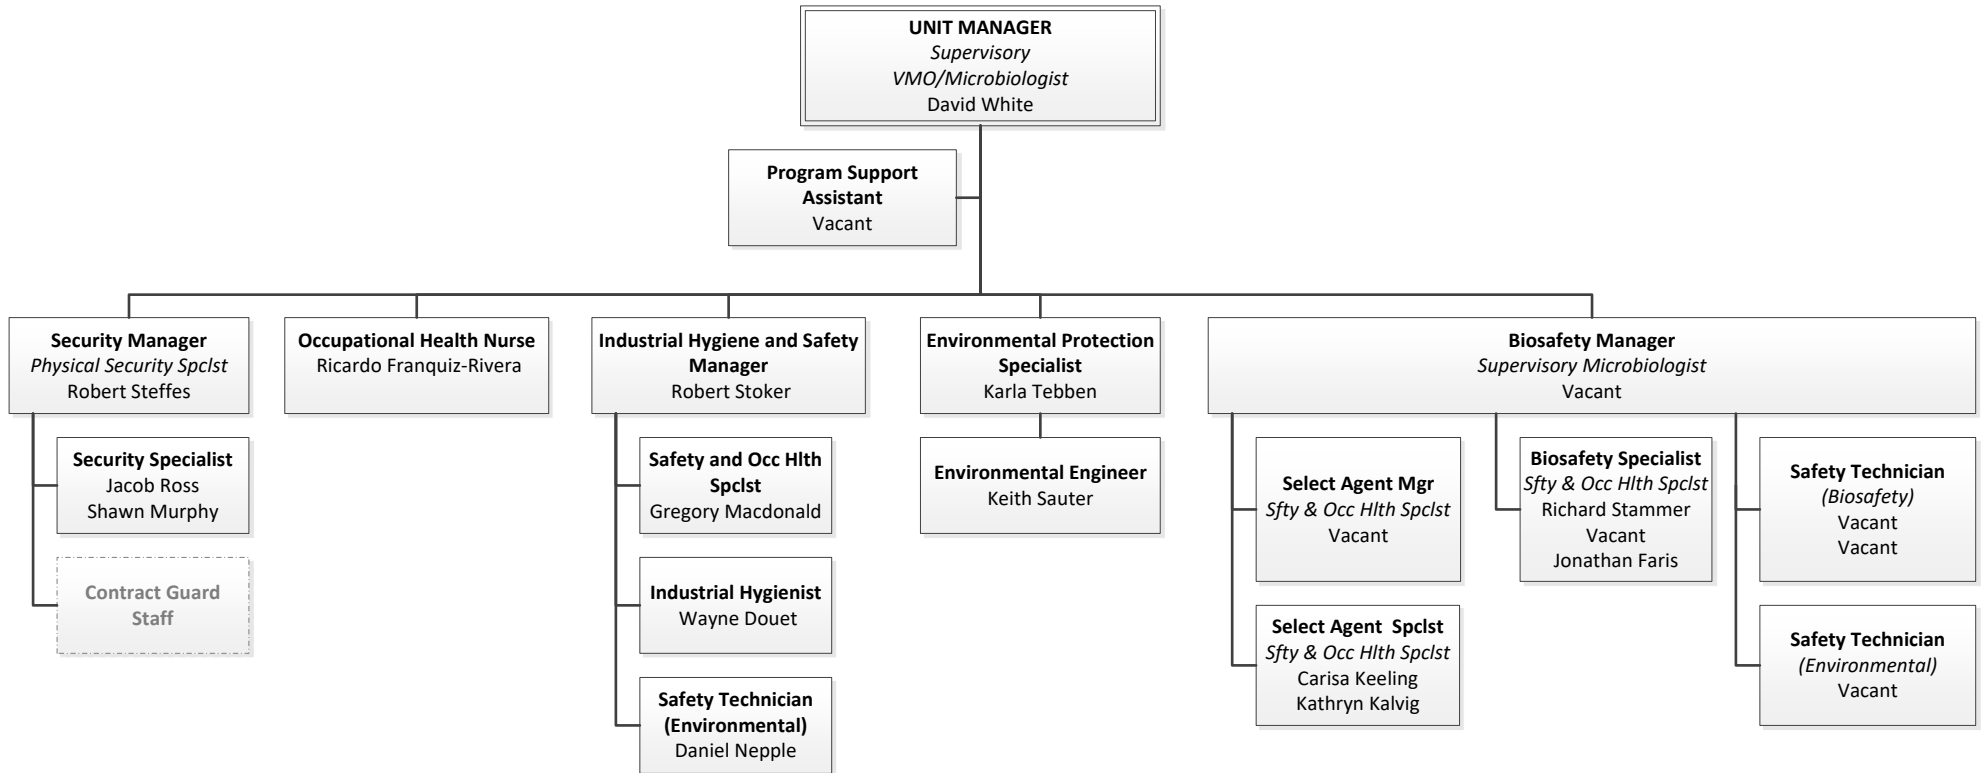 UNIT MANAGER
Supervisory
VMO/Microbiologist
David White
Program Support
Assistant
Vacant
Security Manager
Physical Security Spclst
Robert Steffes
Occupational Health Nurse
Ricardo Franquiz-Rivera
Industrial Hygiene and Safety
Manager
Robert Stoker
Environmental Protection
Specialist
Karla Tebben
Biosafety Manager
Supervisory Microbiologist
Vacant
Security Specialist
Jacob Ross
Shawn Murphy
Contract Guard
Staff
Safety and Occ Hlth
Spclst
Gregory Macdonald
Industrial Hygienist
Wayne Douet
Safety Technician
(Environmental)
Daniel Nepple
Environmental Engineer
Keith Sauter
Select Agent Mgr
Sfty & Occ Hlth Spclst
Vacant
Select Agent  Spclst
Sfty & Occ Hlth Spclst
Carisa Keeling
Kathryn Kalvig
Biosafety Specialist
Sfty & Occ Hlth Spclst
Richard Stammer
Vacant
Jonathan Faris
Safety Technician
(Biosafety)
Vacant
Vacant
Safety Technician
(Environmental)
Vacant